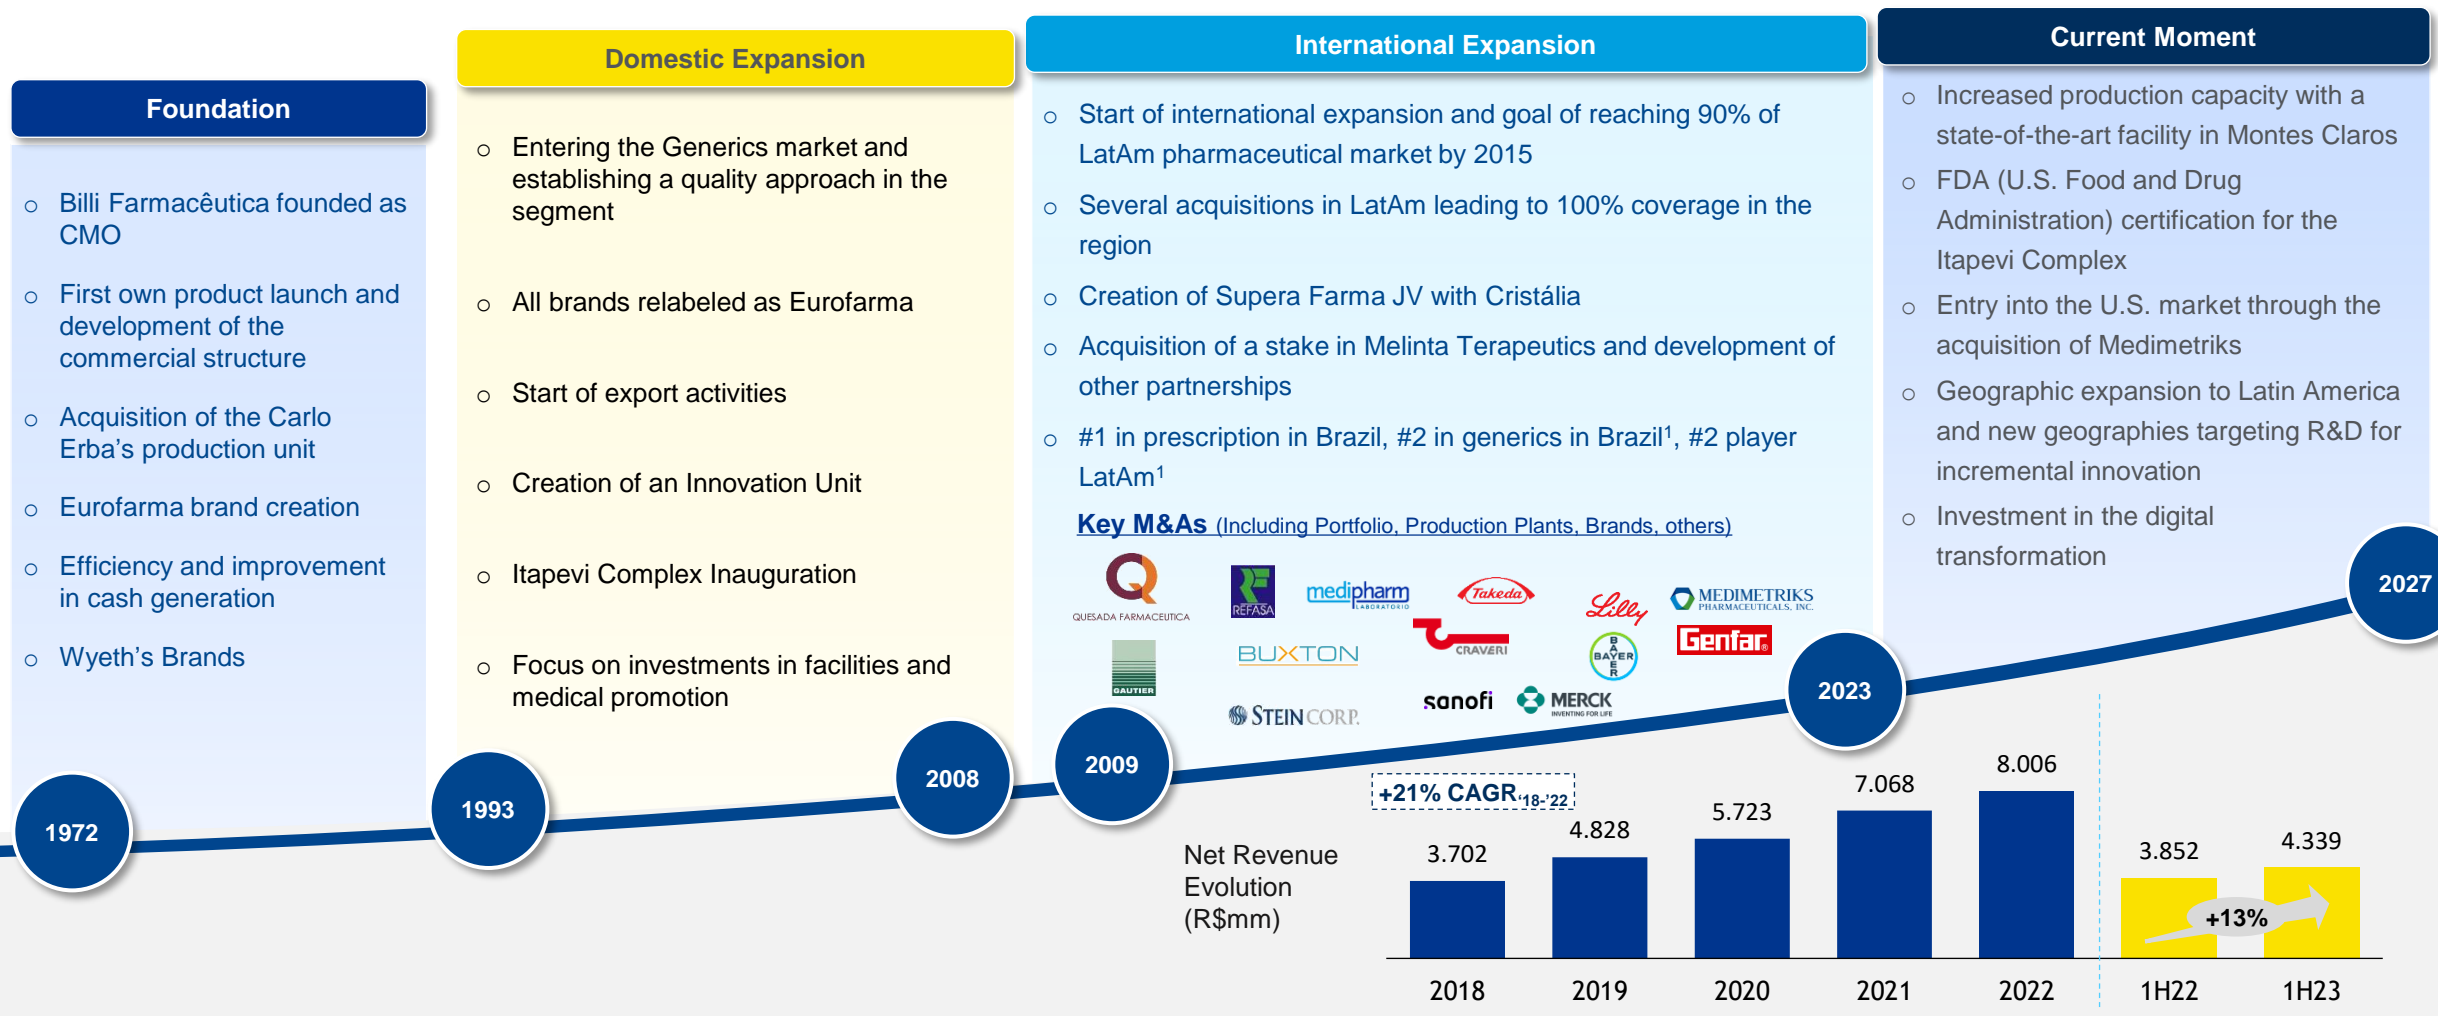 Foundation
○ Billi Farmacêutica founded as
CMO
○ First own product launch and
development of the
commercial structure
○ Acquisition of the Carlo
Erba’s production unit
○ Eurofarma brand creation
○ Efficiency and improvement
in cash generation
○ Wyeth’s Brands
Domestic Expansion
○ Entering the Generics market and
establishing a quality approach in the
segment
○ All brands relabeled as Eurofarma
○ Start of export activities
○ Creation of an Innovation Unit
○ Itapevi Complex Inauguration
○ Focus on investments in facilities and
medical promotion
International Expansion
○ Start of international expansion and goal of reaching 90% of
LatAm pharmaceutical market by 2015
○ Several acquisitions in LatAm leading to 100% coverage in the
region
○ Creation of Supera Farma JV with Cristália
○ Acquisition of a stake in Melinta Terapeutics and development of
other partnerships
○ #1 in prescription in Brazil, #2 in generics in Brazil¹, #2 player
LatAm¹
Key M&As (Including Portfolio, Production Plants, Brands, others)
Q
QUESADA FARMACEUTICA
RF
REFASA
medipharm
LABORATORIO
Takeda
Lilly
MEDIMETRIKS
PHARMACEUTICALS, INC.
GAUTIER
BUXTON
CRAVERI
BAYER
BAYER
Genfar®
STEINCORP.
sanofi
MERCK
INVENTING FOR LIFE
Current Moment
○ Increased production capacity with a
state-of-the-art facility in Montes Claros
○ FDA (U.S. Food and Drug
Administration) certification for the
Itapevi Complex
○ Entry into the U.S. market through the
acquisition of Medimetriks
○ Geographic expansion to Latin America
and new geographies targeting R&D for
incremental innovation
○ Investment in the digital
transformation
1972
1993
2008
2009
2023
2027
Net Revenue
Evolution
(R$mm)
+21% CAGR‘18-’22
3.702
4.828
5.723
7.068
8.006
3.852
4.339
+13%
2018
2019
2020
2021
2022
1H22
1H23